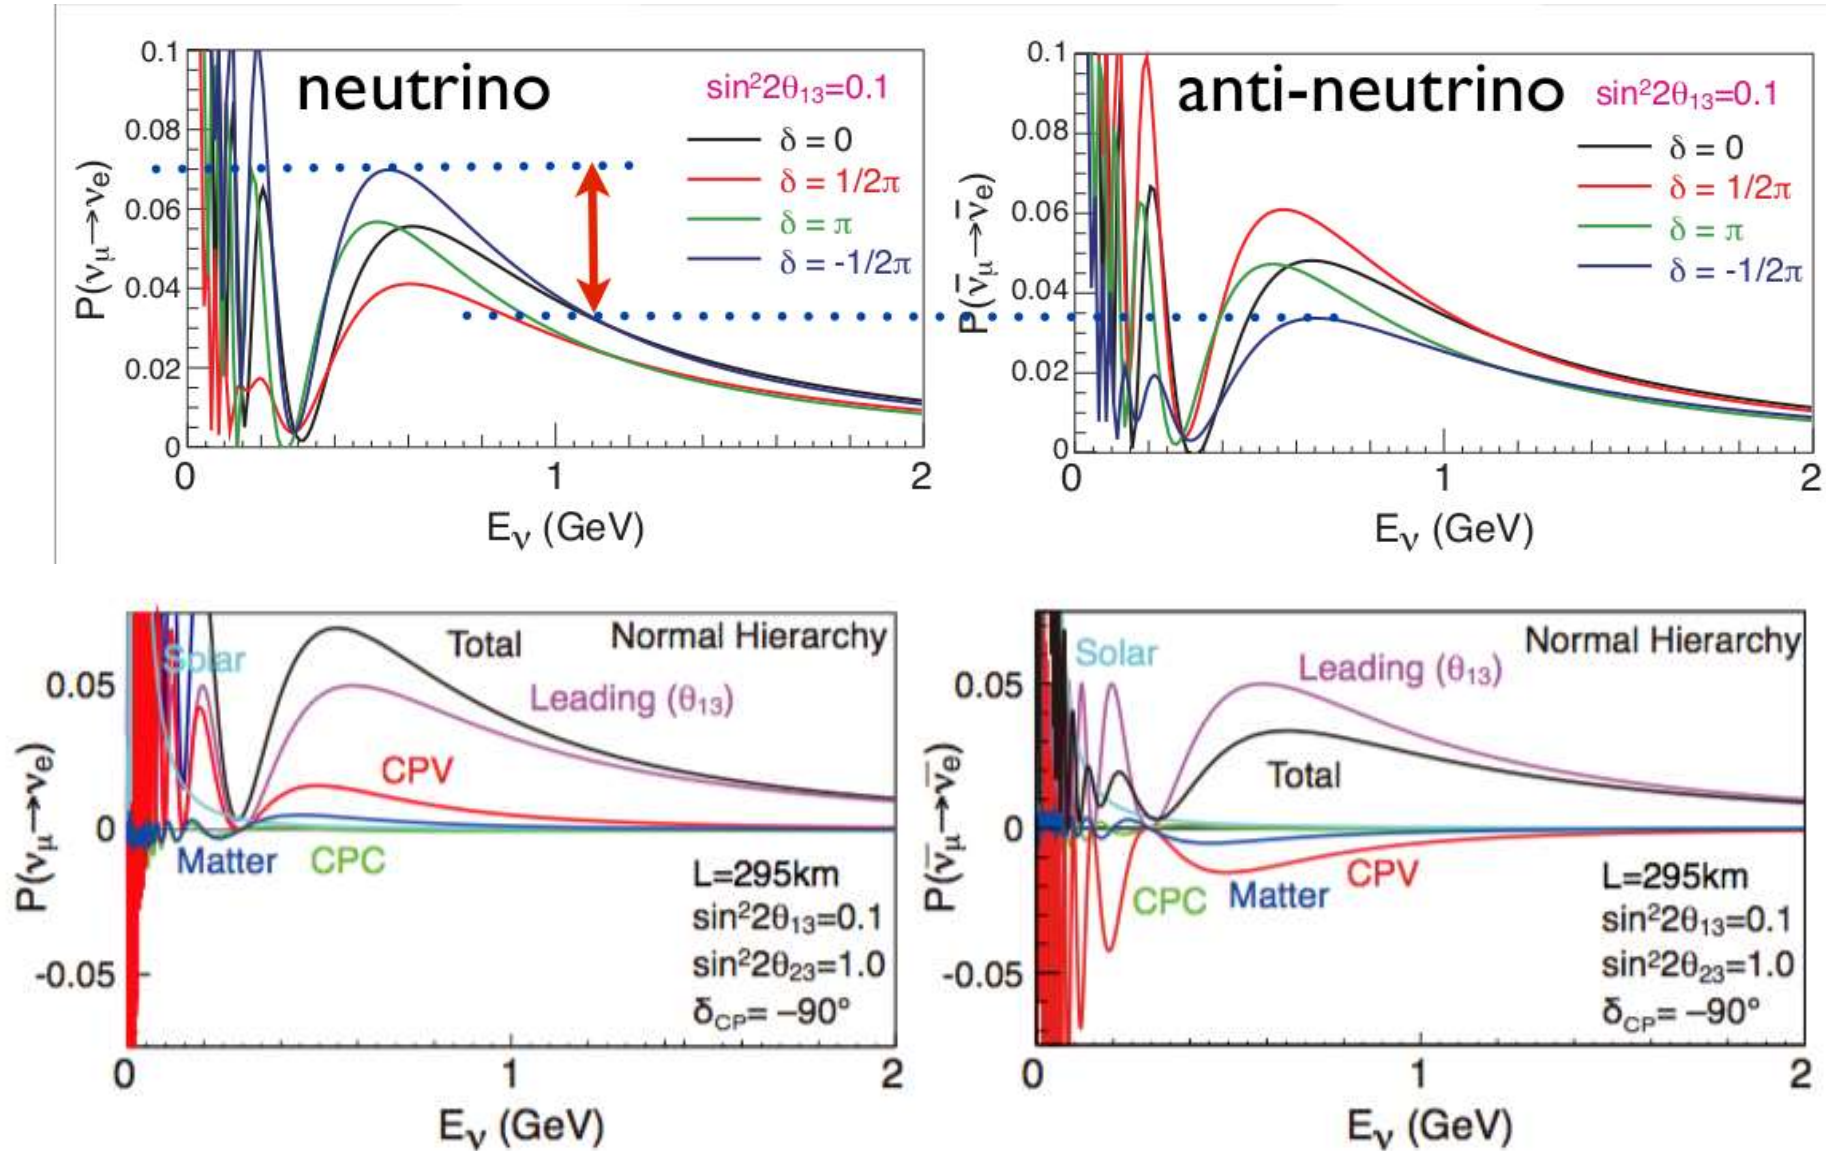 neutrino
sin²2θ₁₃=0.1
δ = 0
δ = 1/2π
δ = π
δ = -1/2π
0.1
0.08
0.06
0.04
0.02
0
P(νμ→νe)
0 1 2
Eν (GeV)
anti-neutrino
sin²2θ₁₃=0.1
δ = 0
δ = 1/2π
δ = π
δ = -1/2π
0.1
0.08
0.06
0.04
0.02
0
P(ν̄μ→ν̄e)
0 1 2
Eν (GeV)
Solar
Total
Normal Hierarchy
Leading (θ₁₃)
CPV
Matter
CPC
L=295km
sin²2θ₁₃=0.1
sin²2θ₂₃=1.0
δCP= −90°
0.05
0
-0.05
P(νμ→νe)
0 1 2
Eν (GeV)
Solar
Normal Hierarchy
Leading (θ₁₃)
Total
CPV
CPC
Matter
L=295km
sin²2θ₁₃=0.1
sin²2θ₂₃=1.0
δCP= −90°
0.05
0
-0.05
P(ν̄μ→ν̄e)
0 1 2
Eν (GeV)